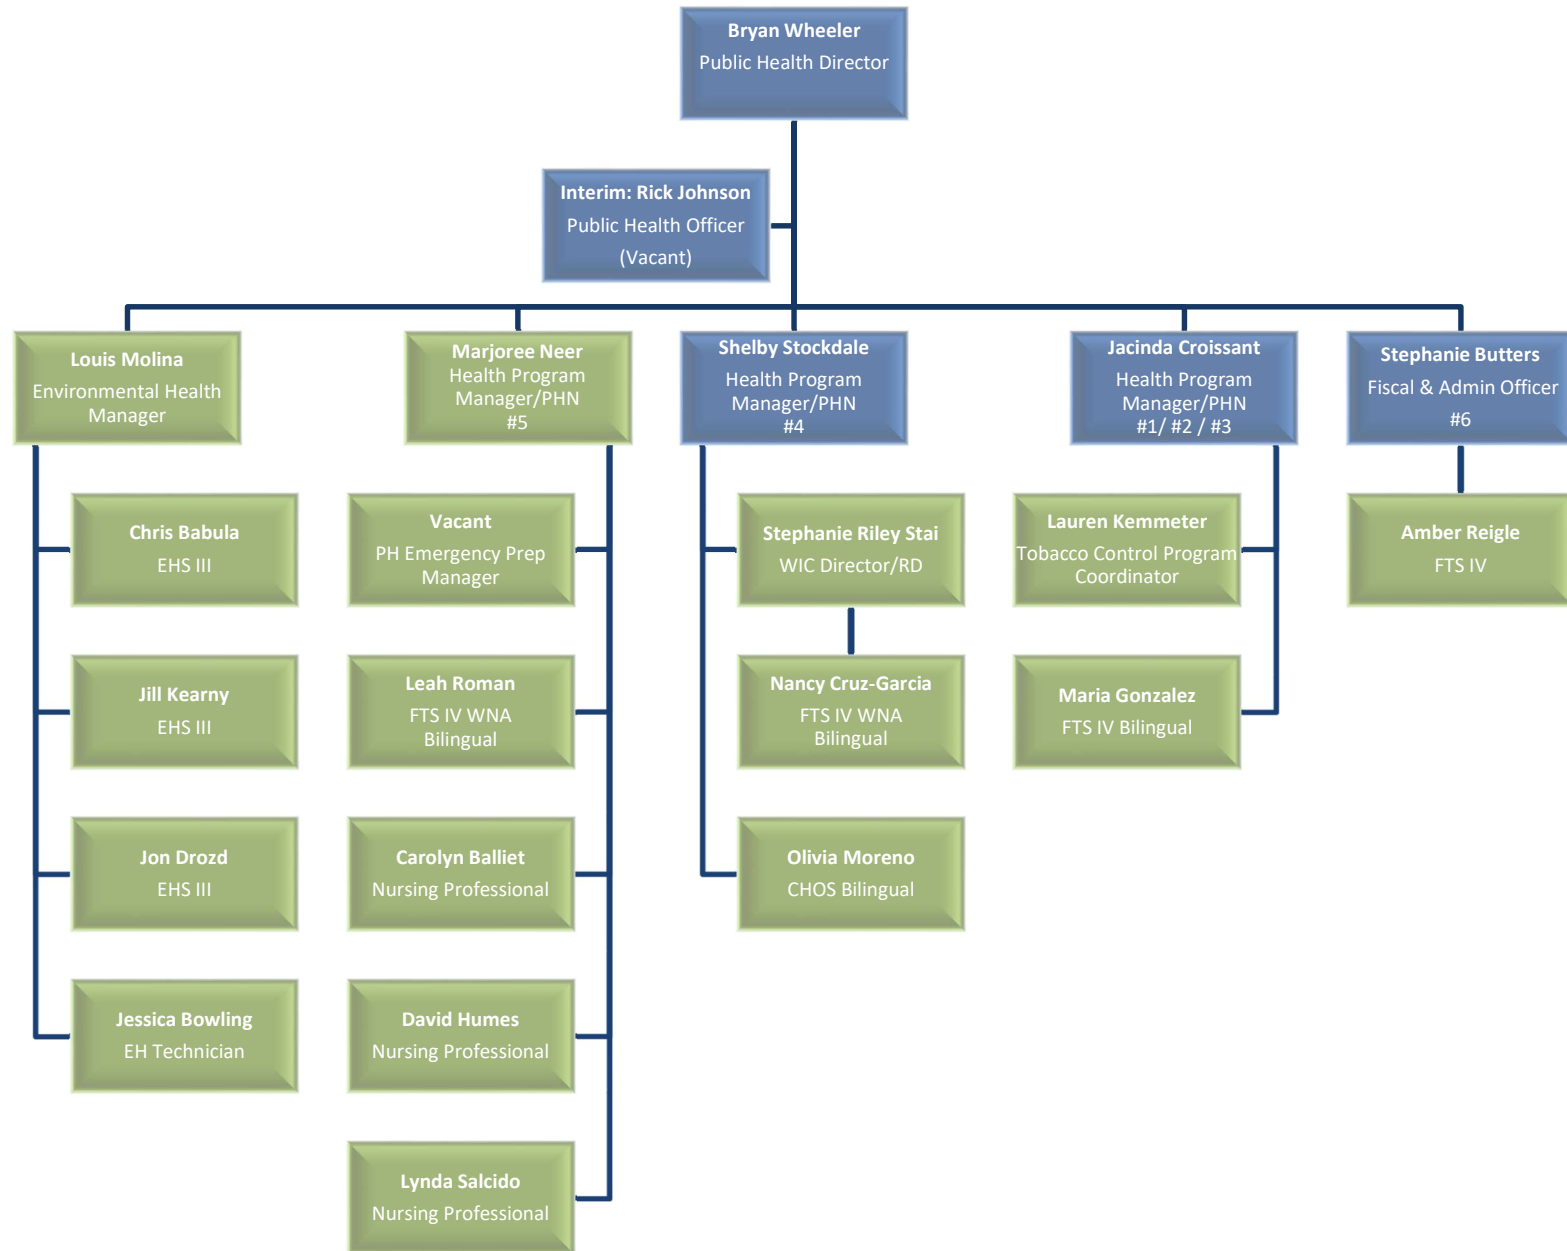 Bryan Wheeler
Public Health Director
Interim: Rick Johnson
Public Health Officer
(Vacant)
Louis Molina
Environmental Health
Manager
Marjoree Neer
Health Program
Manager/PHN
#5
Shelby Stockdale
Health Program
Manager/PHN
#4
Jacinda Croissant
Health Program
Manager/PHN
#1/ #2 / #3
Stephanie Butters
Fiscal & Admin Officer
#6
Chris Babula
EHS III
Vacant
PH Emergency Prep
Manager
Stephanie Riley Stai
WIC Director/RD
Lauren Kemmeter
Tobacco Control Program
Coordinator
Amber Reigle
FTS IV
Jill Kearny
EHS III
Leah Roman
FTS IV WNA
Bilingual
Nancy Cruz-Garcia
FTS IV WNA
Bilingual
Maria Gonzalez
FTS IV Bilingual
Jon Drozd
EHS III
Carolyn Balliet
Nursing Professional
Olivia Moreno
CHOS Bilingual
Jessica Bowling
EH Technician
David Humes
Nursing Professional
Lynda Salcido
Nursing Professional